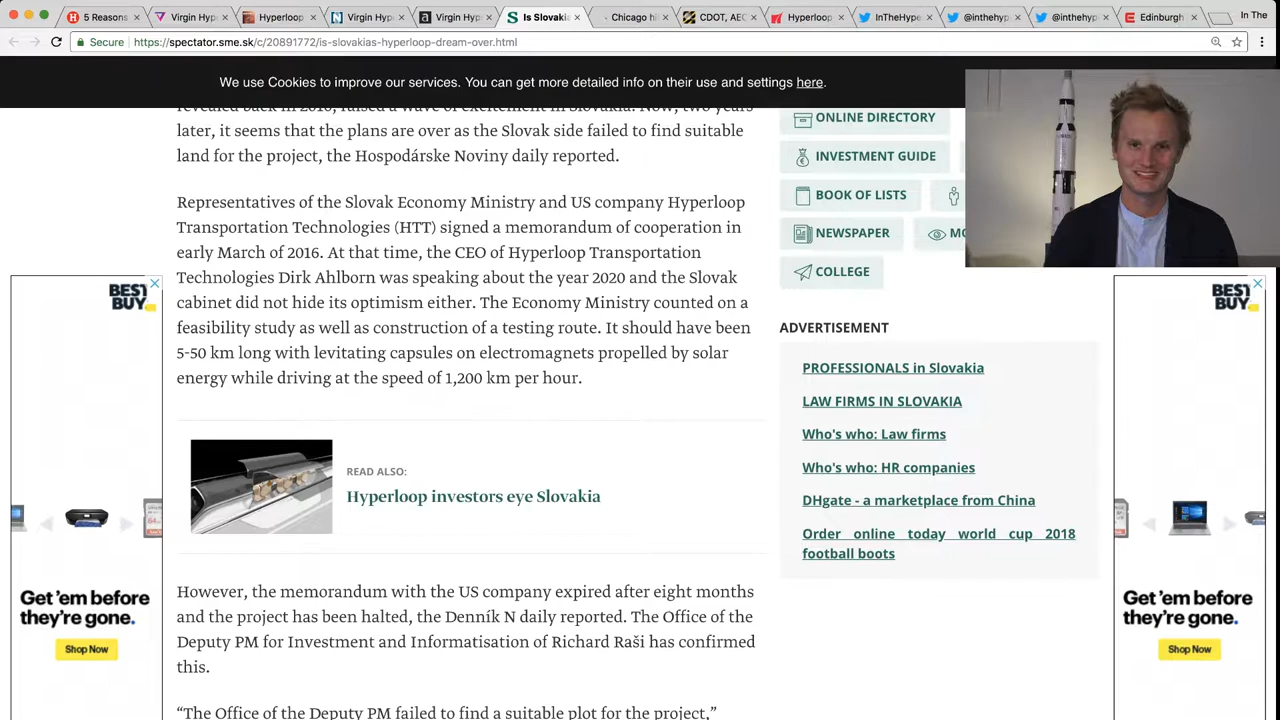 5 Reasons
Virgin Hype
Hyperloop
Virgin Hyp
Virgin Hyp
Is Slovakia
Chicago hi
CDOT, AEC
Hyperloop
InTheHype
@inthehyp
@inthehyp
Edinburgh
In The
Secure
https://spectator.sme.sk/c/20891772/is-slovakias-hyperloop-dream-over.html
We use Cookies to improve our services. You can get more detailed info on their use and settings here.
later, it seems that the plans are over as the Slovak side failed to find suitable
land for the project, the Hospodárske Noviny daily reported.
Representatives of the Slovak Economy Ministry and US company Hyperloop
Transportation Technologies (HTT) signed a memorandum of cooperation in
early March of 2016. At that time, the CEO of Hyperloop Transportation
Technologies Dirk Ahlborn was speaking about the year 2020 and the Slovak
cabinet did not hide its optimism either. The Economy Ministry counted on a
feasibility study as well as construction of a testing route. It should have been
5-50 km long with levitating capsules on electromagnets propelled by solar
energy while driving at the speed of 1,200 km per hour.
READ ALSO:
Hyperloop investors eye Slovakia
However, the memorandum with the US company expired after eight months
and the project has been halted, the Denník N daily reported. The Office of the
Deputy PM for Investment and Informatisation of Richard Raši has confirmed
this.
“The Office of the Deputy PM failed to find a suitable plot for the project,”
ONLINE DIRECTORY
INVESTMENT GUIDE
BOOK OF LISTS
NEWSPAPER
MO
COLLEGE
ADVERTISEMENT
PROFESSIONALS in Slovakia
LAW FIRMS IN SLOVAKIA
Who's who: Law firms
Who's who: HR companies
DHgate - a marketplace from China
Order online today world cup 2018
football boots
BEST
BUY
Get 'em before
they're gone.
Shop Now
BEST
BUY
Get 'em before
they're gone.
Shop Now